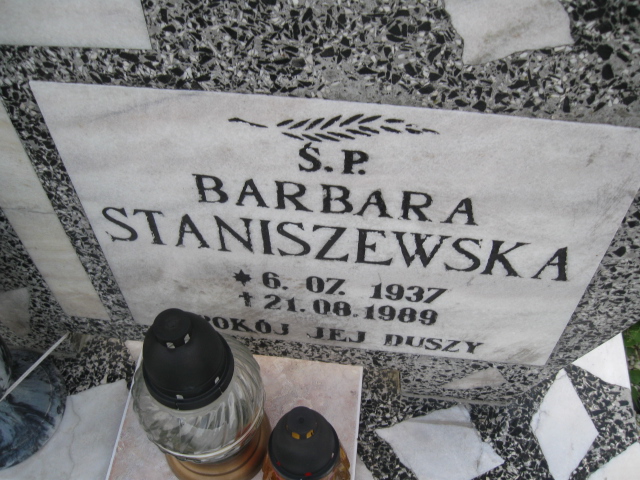 Ś.P.
BARBARA
STANISZEWSKA
* 6. 07. 1937
† 21.08.1989
POKÓJ JEJ DUSZY